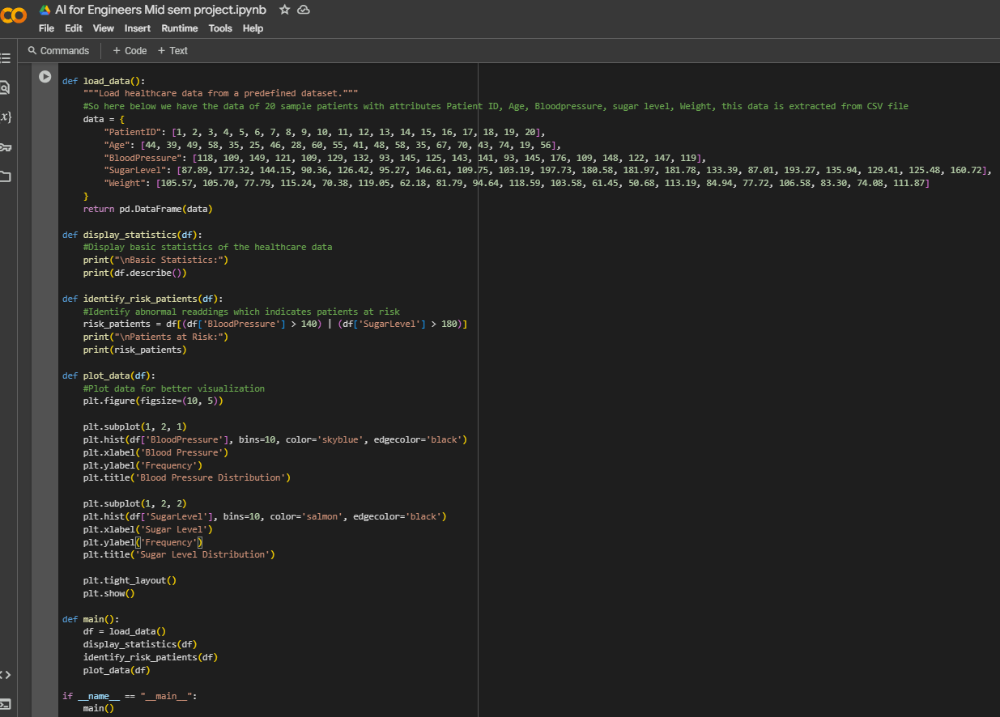 AI for Engineers Mid sem project.ipynb
File Edit View Insert Runtime Tools Help
Commands + Code + Text
def load_data():
    """Load healthcare data from a predefined dataset."""
    #So here below we have the data of 20 sample patients with attributes Patient ID, Age, Bloodpressure, sugar level, Weight, this data is extracted from CSV file
    data = {
        "PatientID": [1, 2, 3, 4, 5, 6, 7, 8, 9, 10, 11, 12, 13, 14, 15, 16, 17, 18, 19, 20],
        "Age": [44, 39, 49, 58, 35, 25, 46, 28, 60, 55, 41, 48, 58, 35, 67, 70, 43, 74, 19, 56],
        "BloodPressure": [118, 109, 149, 121, 109, 129, 132, 93, 145, 125, 143, 141, 93, 145, 176, 109, 148, 122, 147, 119],
        "SugarLevel": [87.89, 177.32, 144.15, 90.36, 126.42, 95.27, 146.61, 109.75, 103.19, 197.73, 180.58, 181.97, 181.78, 133.39, 87.01, 193.27, 135.94, 129.41, 125.48, 160.72],
        "Weight": [105.57, 105.70, 77.79, 115.24, 70.38, 119.05, 62.18, 81.79, 94.64, 118.59, 103.58, 61.45, 50.68, 113.19, 84.94, 77.72, 106.58, 83.30, 74.08, 111.87]
    }
    return pd.DataFrame(data)
def display_statistics(df):
    #Display basic statistics of the healthcare data
    print("\nBasic Statistics:")
    print(df.describe())
def identify_risk_patients(df):
    #Identify abnormal readdings which indicates patients at risk
    risk_patients = df[(df['BloodPressure'] > 140) | (df['SugarLevel'] > 180)]
    print("\nPatients at Risk:")
    print(risk_patients)
def plot_data(df):
    #Plot data for better visualization
    plt.figure(figsize=(10, 5))
    plt.subplot(1, 2, 1)
    plt.hist(df['BloodPressure'], bins=10, color='skyblue', edgecolor='black')
    plt.xlabel('Blood Pressure')
    plt.ylabel('Frequency')
    plt.title('Blood Pressure Distribution')
    plt.subplot(1, 2, 2)
    plt.hist(df['SugarLevel'], bins=10, color='salmon', edgecolor='black')
    plt.xlabel('Sugar Level')
    plt.ylabel('Frequency')
    plt.title('Sugar Level Distribution')
    plt.tight_layout()
    plt.show()
def main():
    df = load_data()
    display_statistics(df)
    identify_risk_patients(df)
    plot_data(df)
if __name__ == "__main__":
    main()